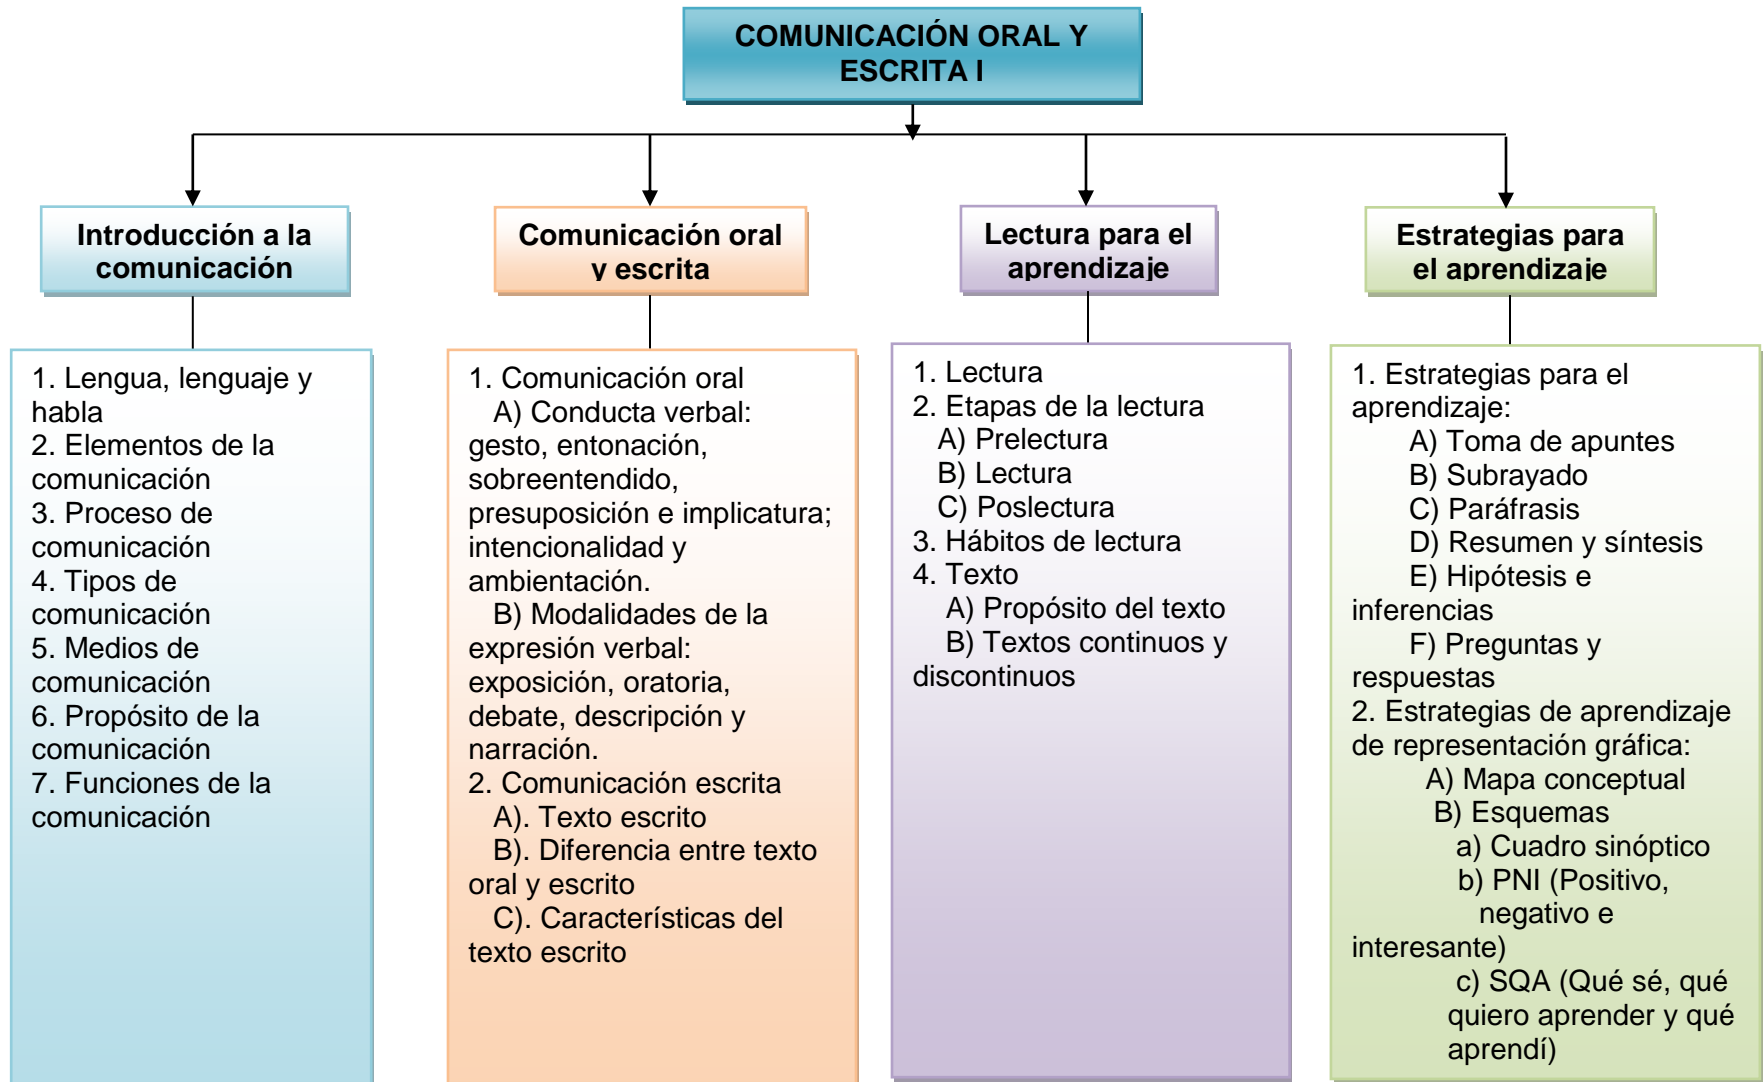 COMUNICACIÓN ORAL Y
ESCRITA I
Introducción a la
comunicación
Comunicación oral
y escrita
Lectura para el
aprendizaje
Estrategias para
el aprendizaje
1. Lengua, lenguaje y
habla
2. Elementos de la
comunicación
3. Proceso de
comunicación
4. Tipos de
comunicación
5. Medios de
comunicación
6. Propósito de la
comunicación
7. Funciones de la
comunicación
1. Comunicación oral
A) Conducta verbal:
gesto, entonación,
sobreentendido,
presuposición e implicatura;
intencionalidad y
ambientación.
B) Modalidades de la
expresión verbal:
exposición, oratoria,
debate, descripción y
narración.
2. Comunicación escrita
A). Texto escrito
B). Diferencia entre texto
oral y escrito
C). Características del
texto escrito
1. Lectura
2. Etapas de la lectura
A) Prelectura
B) Lectura
C) Poslectura
3. Hábitos de lectura
4. Texto
A) Propósito del texto
B) Textos continuos y
discontinuos
1. Estrategias para el
aprendizaje:
A) Toma de apuntes
B) Subrayado
C) Paráfrasis
D) Resumen y síntesis
E) Hipótesis e
inferencias
F) Preguntas y
respuestas
2. Estrategias de aprendizaje
de representación gráfica:
A) Mapa conceptual
B) Esquemas
a) Cuadro sinóptico
b) PNI (Positivo,
negativo e
interesante)
c) SQA (Qué sé, qué
quiero aprender y qué
aprendí)